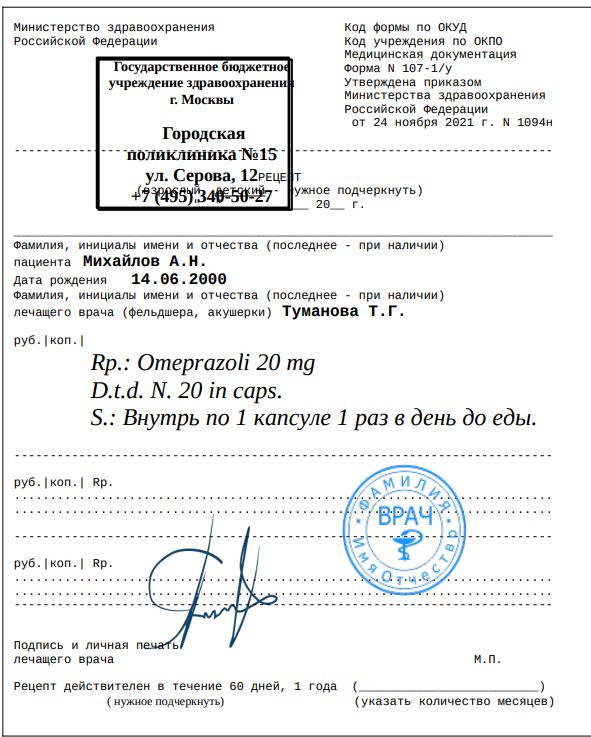 Министерство здравоохранения
Российской Федерации
Код формы по ОКУД
Код учреждения по ОКПО
Медицинская документация
Форма N 107-1/у
Утверждена приказом
Министерства здравоохранения
Российской Федерации
от 24 ноября 2021 г. N 1094н
Государственное бюджетное
учреждение здравоохранения
г. Москвы
Городская
поликлиника №15
ул. Серова, 12
+7 (495) 340-50-27
РЕЦЕПТ
(взрослый, детский - нужное подчеркнуть)
20__ г.
Фамилия, инициалы имени и отчества (последнее - при наличии)
пациента Михайлов А.Н.
Дата рождения 14.06.2000
Фамилия, инициалы имени и отчества (последнее - при наличии)
лечащего врача (фельдшера, акушерки) Туманова Т.Г.
руб.|коп.|
Rp.: Omeprazoli 20 mg
D.t.d. N. 20 in caps.
S.: Внутрь по 1 капсуле 1 раз в день до еды.
руб.|коп.| Rp.
руб.|коп.| Rp.
ФАМИЛИЯ
ВРАЧ
Имя Отчество
Подпись и личная печать
лечащего врача
М.П.
Рецепт действителен в течение 60 дней, 1 года (_________________________)
( нужное подчеркнуть) (указать количество месяцев)